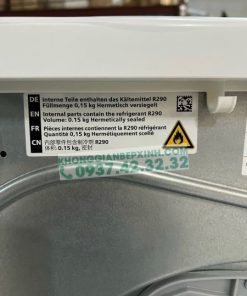 DE Interne Teile enthalten das Kältemittel R290
Füllmenge 0,15 kg Hermetisch versiegelt
EN Internal parts contain the refrigerant R290
Volume: 0.15 kg Hermetically sealed
FR Pièces internes contiennent la R290 réfrigérant
Quantité 0,15 kg Hermétiquement scellé
CN 内部零件包含制冷剂 R290
体积: 0.15 kg, 密封
KHONGGIANBEPXINH.COM
0937.42.32.32